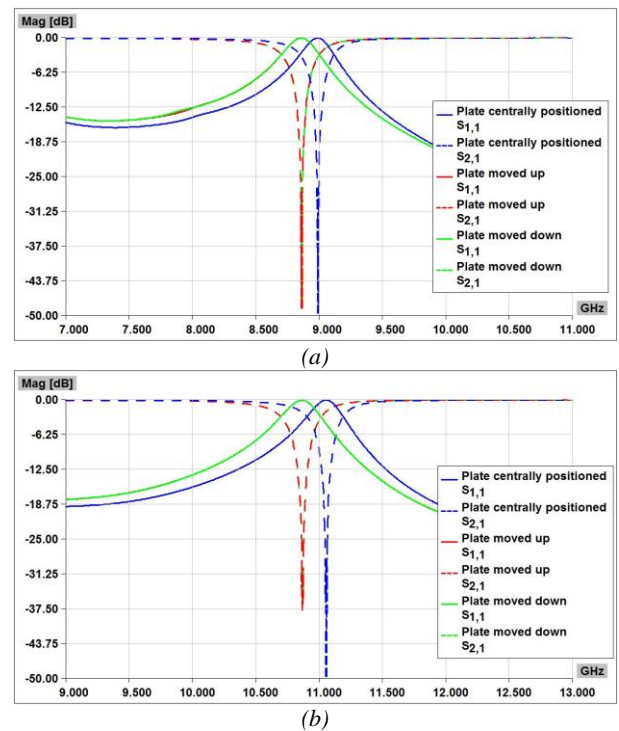 Mag [dB]
0.00
6.25
12.50
18.75
-25.00
-31.25
-37.50
-43.75
-50.00
7.000 7.500 8.000 8.500 9.000 9.500 10.000 10.500 11.000
GHz
Plate centrally positioned
S1,1
Plate centrally positioned
S2,1
Plate moved up
S1,1
Plate moved up
S2,1
Plate moved down
S1,1
Plate moved down
S2,1
(a)
Mag [dB]
0.00
6.25
-12.50
-18.75
-25.00
-31.25
-37.50
-43.75
-50.00
9.000 9.500 10.000 10.500 11.000 11.500 12.000 12.500 13.000
GHz
Plate centrally positioned
S1,1
Plate centrally positioned
S2,1
Plate moved up
S1,1
Plate moved up
S2,1
Plate moved down
S1,1
Plate moved down
S2,1
(b)